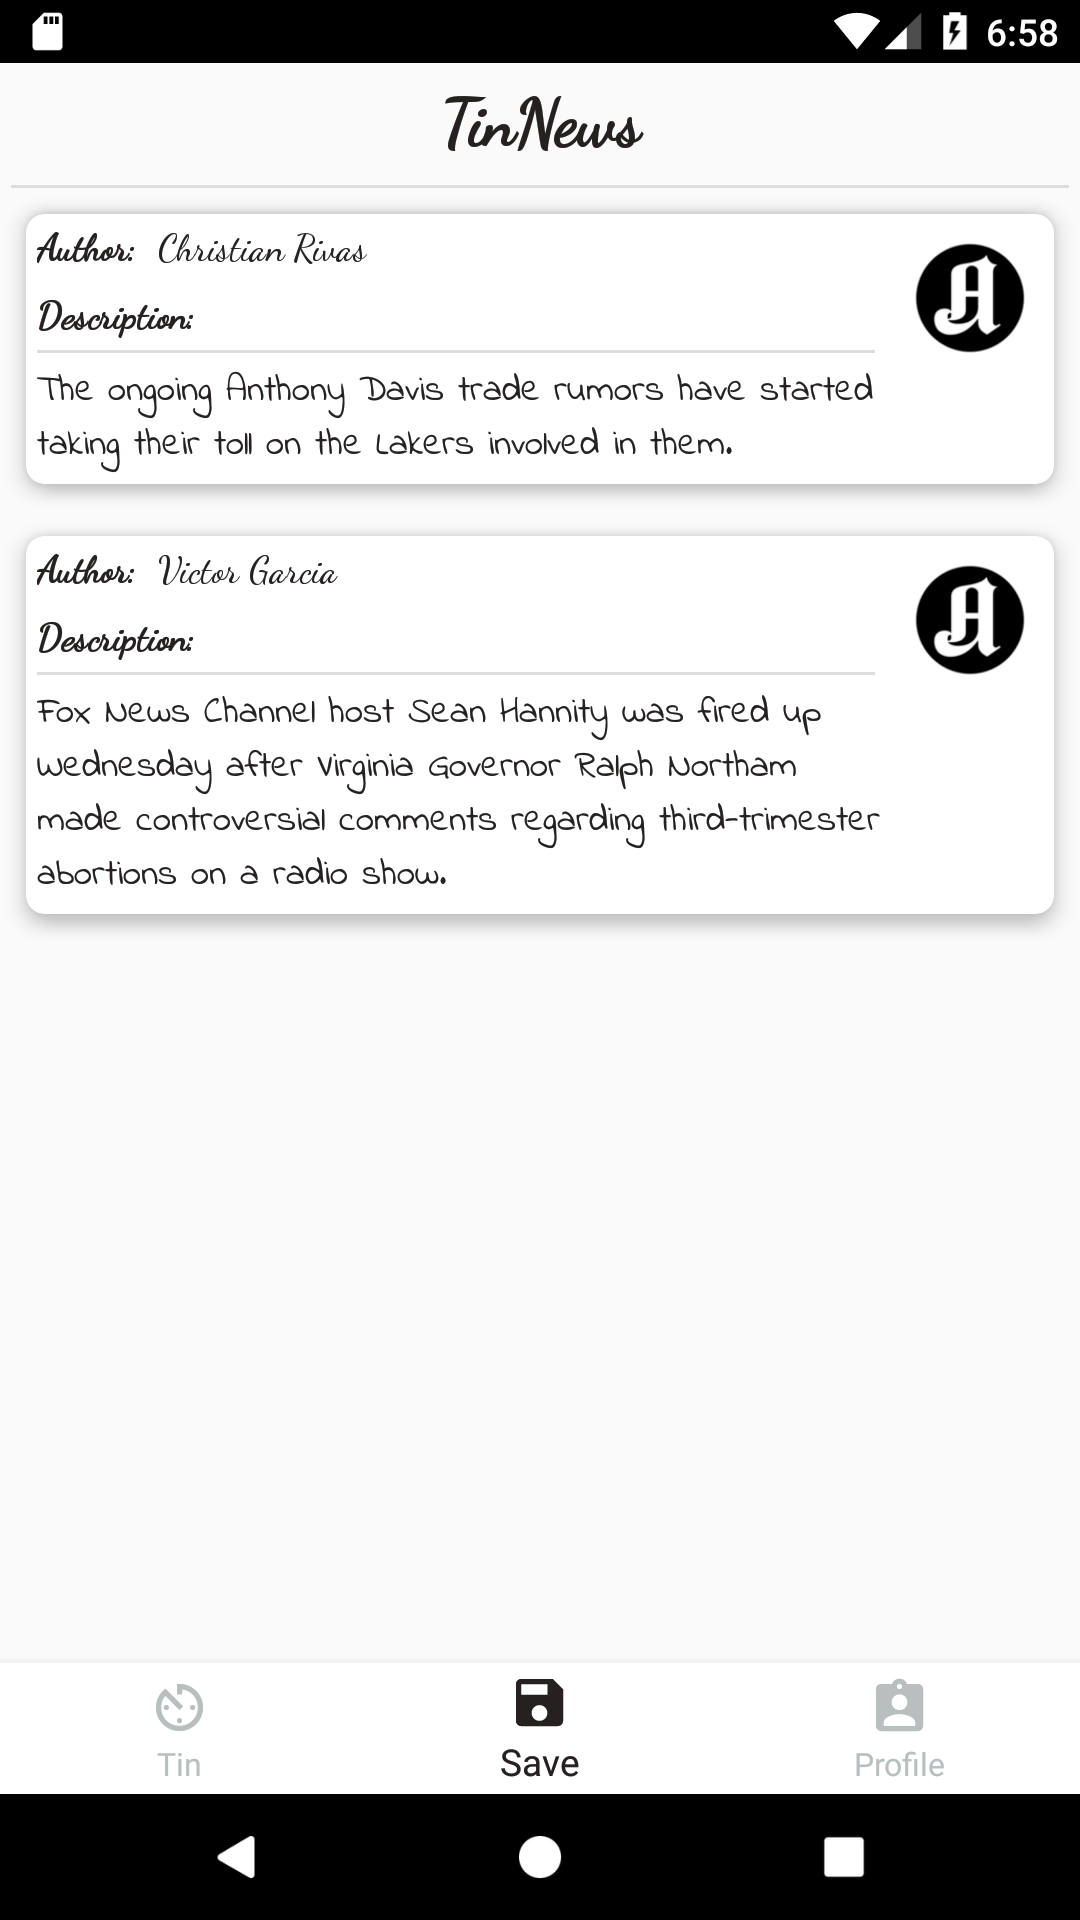 6:58
TinNews
Author: Christian Rivas
Description:
The ongoing Anthony Davis trade rumors have started
taking their toll on the Lakers involved in them.
Author: Victor Garcia
Description:
Fox News Channel host Sean Hannity was fired up
Wednesday after Virginia Governor Ralph Northam
made controversial comments regarding third-trimester
abortions on a radio show.
Tin
Save
Profile